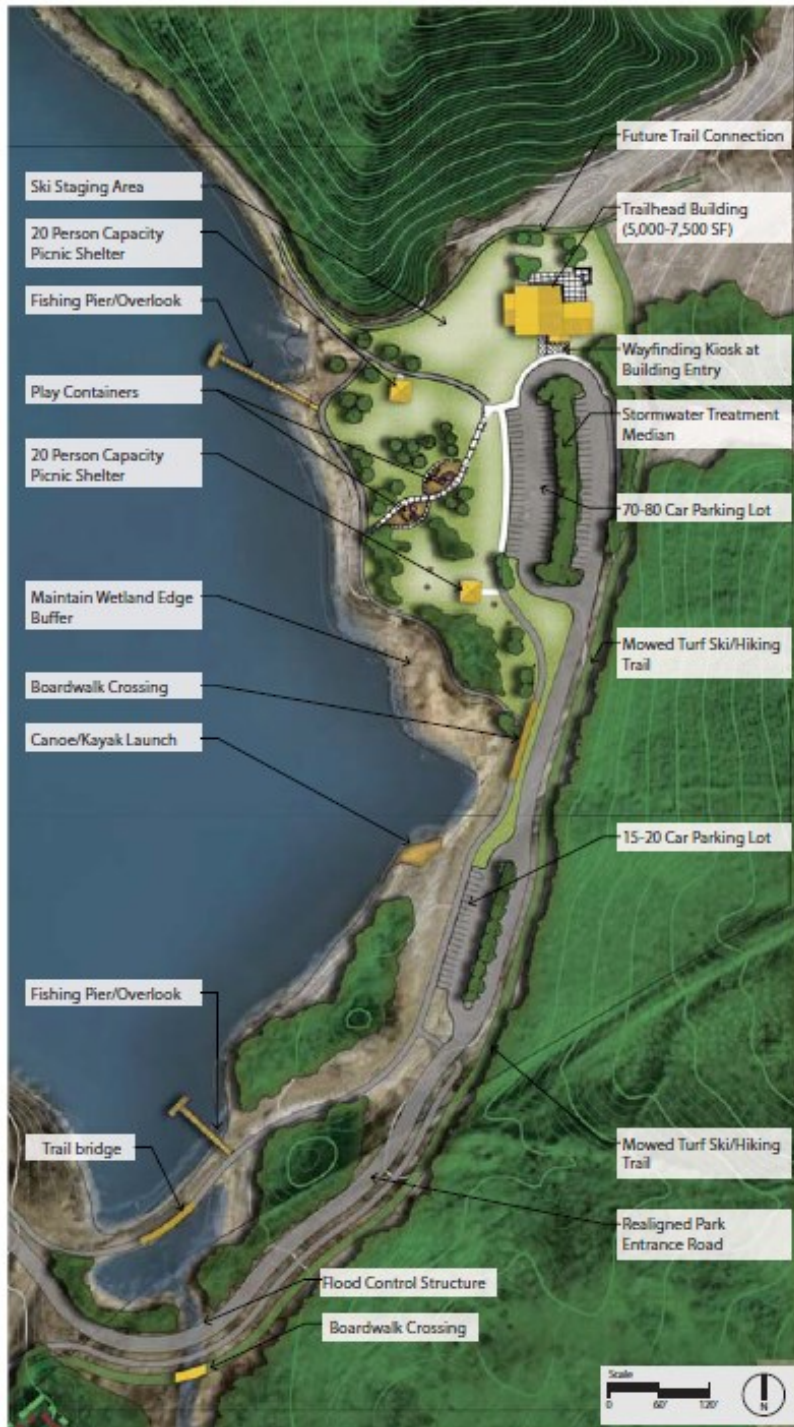 Future Trail Connection
Ski Staging Area
Trailhead Building
(5,000-7,500 SF)
20 Person Capacity
Picnic Shelter
Fishing Pier/Overlook
Wayfinding Kiosk at
Building Entry
Play Containers
Stormwater Treatment
Median
20 Person Capacity
Picnic Shelter
70-80 Car Parking Lot
Maintain Wetland Edge
Buffer
Mowed Turf Ski/Hiking
Trail
Boardwalk Crossing
Canoe/Kayak Launch
15-20 Car Parking Lot
Fishing Pier/Overlook
Trail bridge
Mowed Turf Ski/Hiking
Trail
Realigned Park
Entrance Road
Flood Control Structure
Boardwalk Crossing
Scale
0 60' 120'
N